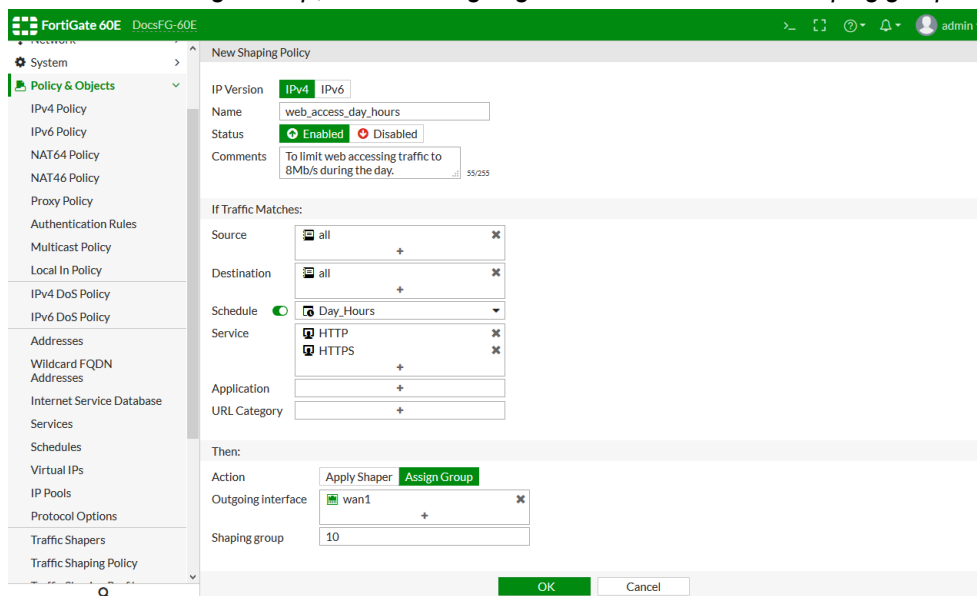 FortiGate 60E DocsFG-60E
admin
System
Policy & Objects
IPv4 Policy
IPv6 Policy
NAT64 Policy
NAT46 Policy
Proxy Policy
Authentication Rules
Multicast Policy
Local In Policy
IPv4 DoS Policy
IPv6 DoS Policy
Addresses
Wildcard FQDN
Addresses
Internet Service Database
Services
Schedules
Virtual IPs
IP Pools
Protocol Options
Traffic Shapers
Traffic Shaping Policy
New Shaping Policy
IP Version IPv4 IPv6
Name web_access_day_hours
Status Enabled Disabled
Comments To limit web accessing traffic to
8Mb/s during the day. 55/255
If Traffic Matches:
Source all
+
Destination all
+
Schedule Day_Hours
Service HTTP
HTTPS
+
Application +
URL Category +
Then:
Action Apply Shaper Assign Group
Outgoing interface wan1
+
Shaping group 10
OK Cancel